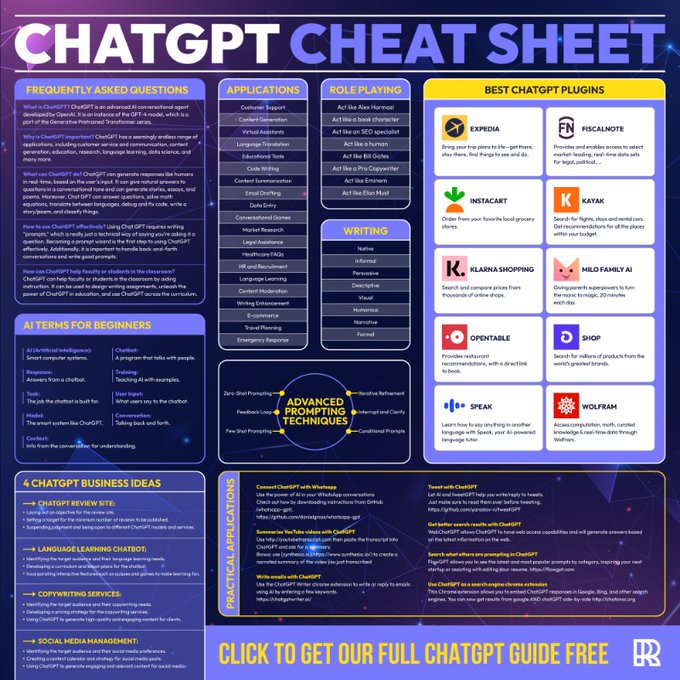 CHATGPT CHEAT SHEET
FREQUENTLY ASKED QUESTIONS
What is ChatGPT? ChatGPT is an advanced AI conversational agent
developed by OpenAI. It is an instance of the GPT-4 model, which is a
part of the Generative Pretrained Transformer series.
Why is ChatGPT important? ChatGPT has a seemingly endless range of
applications, including customer support, conversations, content
generation, education, research, language learning, data science, and
many more.
What can ChatGPT do? ChatGPT can generate responses like humans
in real-time, based on the user's input. It can give natural answers to
questions in a conversational tone and can generate stories, essays, and
poems. Moreover, ChatGPT can answer questions, solve math
equations, translate between languages, debug and fix code, write a
story/poem, and classify things.
How to use ChatGPT effectively? Using Chat GPT requires writing
"prompts," which is really just a technical way of saying you're asking it a
question. Becoming a prompt wizard is the first step to using ChatGPT
effectively. Additionally, it is important to handle back-and-forth
conversations and write good prompts.
How can ChatGPT help faculty or students in the classroom?
ChatGPT can help faculty or students in the classroom by aiding
instruction. It can be used to design writing assignments, unleash the
power of ChatGPT in education, and use ChatGPT across the curriculum.
AI TERMS FOR BEGINNERS
AI (Artificial Intelligence):
Smart computer systems.
Response:
Answers from a chatbot.
Task:
The job the chatbot is built for.
Model:
The smart system like ChatGPT.
Context:
Info from the conversation for understanding.
Chatbot:
A program that talks with people.
Training:
Teaching AI with examples.
User Input:
What users say to the chatbot.
Conversation:
Talking back and forth.
APPLICATIONS
Customer Support
Content Generation
Virtual Assistants
Language Translation
Educational Tools
Code Writing
Content Summarization
Email Drafting
Data Entry
Conversational Games
Market Research
Legal Assistance
Healthcare FAQs
HR and Recruitment
Language Learning
Content Moderation
Writing Enhancement
E-commerce
Travel Planning
Emergency Response
ROLE PLAYING
Act like Alex Hormozi
Act like a book character
Act like an SEO specialist
Act like a human
Act like Bill Gates
Act like a Pro Copywriter
Act like Eminem
Act like Elon Must
WRITING
Native
Informal
Persuasive
Descriptive
Visual
Humorous
Narrative
Formal
ADVANCED
PROMPTING
TECHNIQUES
Zero-Shot Prompting
Feedback Loop
Few Shot Prompting
Iterative Refinement
Interrupt and Clarify
Conditional Prompts
BEST CHATGPT PLUGINS
EXPEDIA
Bring your trip plans to life—get there,
stay there, find things to see and do.
FN
FISCALNOTE
Provides and enables access to select
market-leading, real-time data sets
for legal, political,...
INSTACART
Order from your favorite local grocery
stores.
K
KAYAK
Search for flights, stays and rental cars.
Get recommendations for all the places
within your budget.
K.
KLARNA SHOPPING
Search and compare prices from
thousands of online shops.
MILO FAMILY AI
Giving parents superpowers to turn
the manic to magic, 20 minutes
each day.
OPENTABLE
Provides restaurant
recommendations, with a direct link
to book.
SHOP
Search for millions of products from the
world's greatest brands.
SPEAK
Learn how to say anything in another
language with Speak, your AI-powered
language tutor.
WOLFRAM
Access computation, math, curated
knowledge & real-time data through
Wolfram.
4 CHATGPT BUSINESS IDEAS
CHATGPT REVIEW SITE:
Laying out an objective for the review site.
Setting a target for the minimum number of reviews to be published.
Suspending judgment and being open to different ChatGPT models and services.
LANGUAGE LEARNING CHATBOT:
Identifying the target audience and their language learning needs.
Developing a curriculum and lesson plans for the chatbot.
Incorporating interactive features such as quizzes and games to make learning fun.
COPYWRITING SERVICES:
Identifying the target audience and their copywriting needs.
Developing a pricing strategy for the copywriting services.
Using ChatGPT to generate high-quality and engaging content for clients.
SOCIAL MEDIA MANAGEMENT:
Identifying the target audience and their social media preferences.
Creating a content calendar and strategy for social media posts.
Using ChatGPT to generate engaging and relevant content for social media.
PRACTICAL APPLICATIONS
Connect ChatGPT with Whatsapp
Use the power of AI in your WhatsApp conversations
Check out how by downloading instructions from GitHub
(whatsapp-gpt).
https://github.com/danielgross/whatsapp-gpt
Summarize YouTube videos with ChatGPT
Use http://youtubetranscript.com then paste the transcript into
ChatGPT and ask for a summary.
Bonus: use (synthesis.io) https://www.synthesis.io/ to create a
narrated summary of the video you just transcribed
Write emails with ChatGPT
Use the ChatGPT Writer chrome extension to write or reply to emails
using AI by entering a few keywords.
https://chatgptwriter.ai/
Tweet with ChatGPT
Let AI and tweetGPT help you write/reply to tweets.
Just make sure to read them over before tweeting.
https://github.com/yaroslav-n/tweetGPT
Get better search results with ChatGPT
WebChatGPT allows ChatGPT to have web access capabilities and will generate answers based
on the latest information on the web.
Search what others are prompting in ChatGPT
FlowGPT allows you to see the latest and most popular prompts by category, inspiring your next
startup or assisting with editing your resume. https://flowgpt.com
Use ChatGPT as a search engine chrome extension
This Chrome extension allows you to embed ChatGPT responses in Google, Bing, and other search
engines. You can now get results from google AND chatGPT side-by-side http://chatonai.org
CLICK TO GET OUR FULL CHATGPT GUIDE FREE